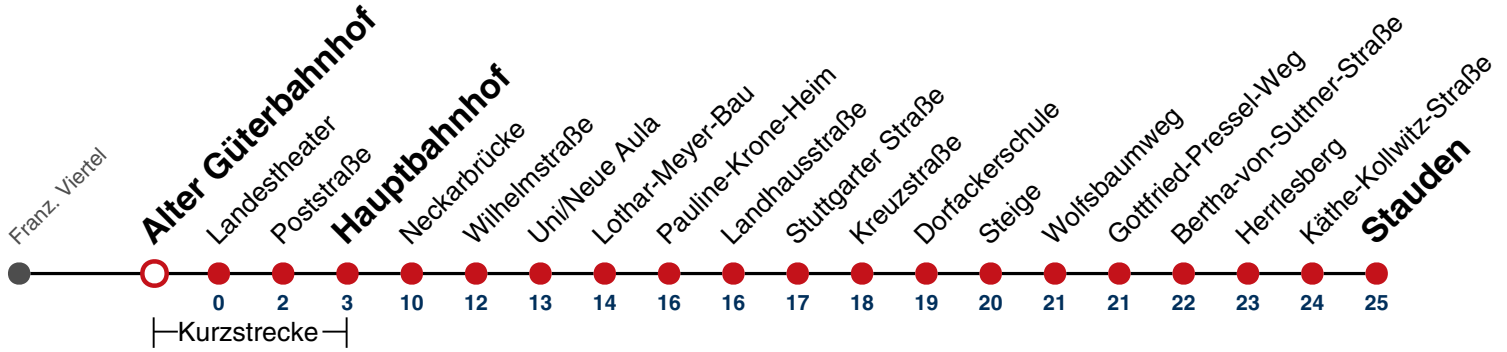 Franz. Viertel
Alter Güterbahnhof
Landestheater
Poststraße
Hauptbahnhof
Neckarbrücke
Wilhelmstraße
Uni/Neue Aula
Lothar-Meyer-Bau
Pauline-Krone-Heim
Landhausstraße
Stuttgarter Straße
Kreuzstraße
Dorfackerschule
Steige
Wolfsbaumweg
Gottfried-Pressel-Weg
Bertha-von-Suttner-Straße
Herrlesberg
Käthe-Kollwitz-Straße
Stauden
0 2 3 10 12 13 14 16 16 17 18 19 20 21 21 22 23 24 25
Kurzstrecke